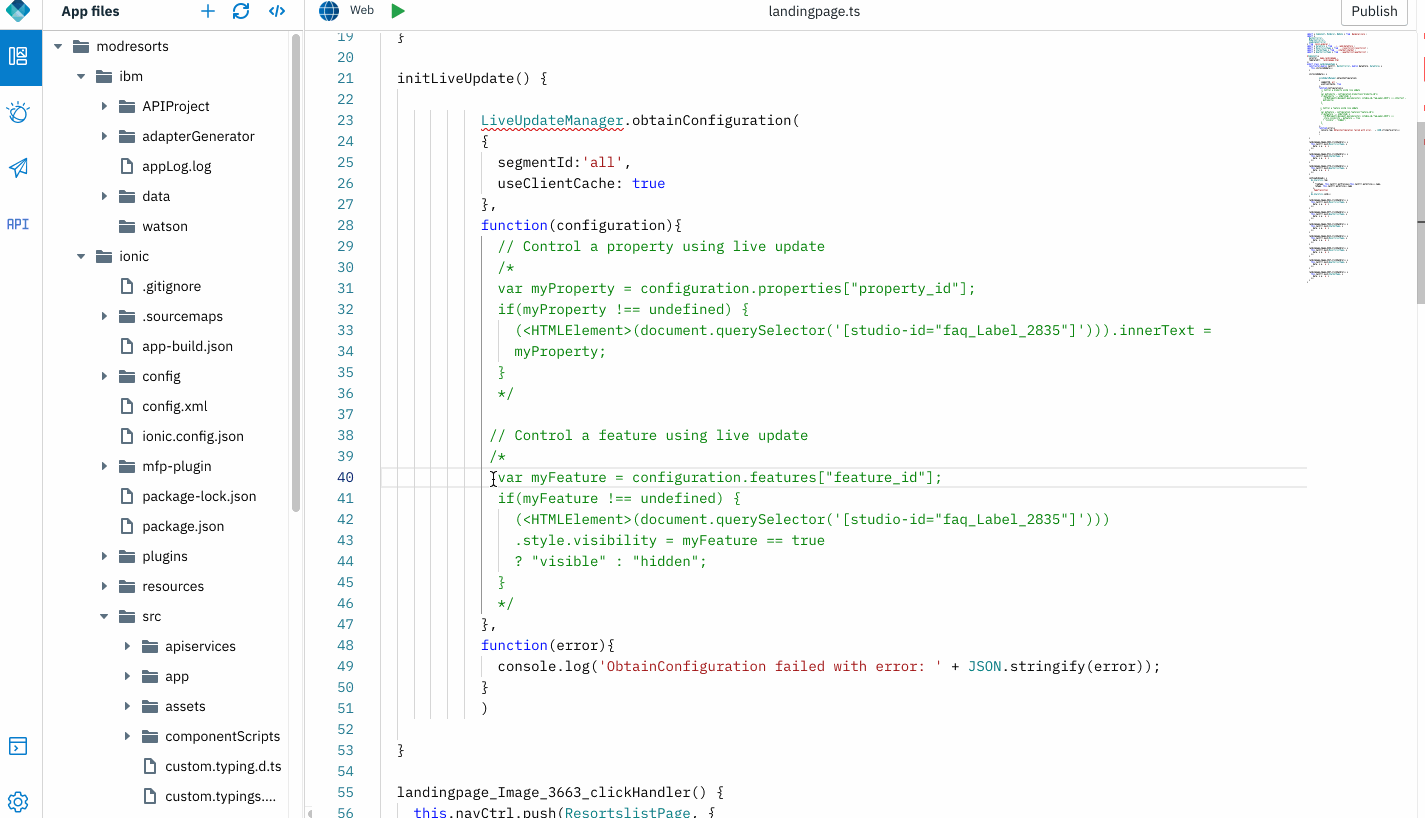 App files
Web
landingpage.ts
Publish
API
modresorts
ibm
APIProject
adapterGenerator
appLog.log
data
watson
ionic
.gitignore
.sourcemaps
app-build.json
config
config.xml
ionic.config.json
mfp-plugin
package-lock.json
package.json
plugins
resources
src
apiservices
app
assets
componentScripts
custom.typing.d.ts
custom.typings....
19 }
20
21 initLiveUpdate() {
22
23 LiveUpdateManager.obtainConfiguration(
24 {
25 segmentId:'all',
26 useClientCache: true
27 },
28 function(configuration){
29 // Control a property using live update
30 /*
31 var myProperty = configuration.properties["property_id"];
32 if(myProperty !== undefined) {
33 (<HTMLElement>(document.querySelector('[studio-id="faq_Label_2835"]'))).innerText =
34 myProperty;
35 }
36 */
37
38 // Control a feature using live update
39 /*
40 var myFeature = configuration.features["feature_id"];
41 if(myFeature !== undefined) {
42 (<HTMLElement>(document.querySelector('[studio-id="faq_Label_2835"]')))
43 .style.visibility = myFeature == true
44 ? "visible" : "hidden";
45 }
46 */
47 },
48 function(error){
49 console.log('ObtainConfiguration failed with error: ' + JSON.stringify(error));
50 }
51 )
52
53 }
54
55 landingpage_Image_3663_clickHandler() {
56 this.navCtrl.push(ResortslistPage, {